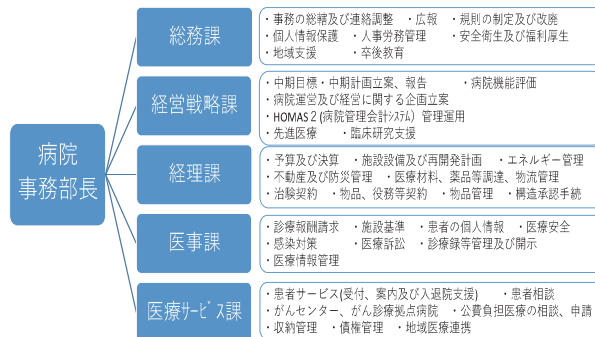 病院
事務部長
総務課
・事務の総轄及び連絡調整 ・広報 ・規則の制定及び改廃
・個人情報保護 ・人事労務管理 ・安全衛生及び福利厚生
・地域支援 ・卒後教育
経営戦略課
・中期目標・中期計画立案、報告 ・病院機能評価
・病院運営及び経営に関する企画立案
・HOMAS２(病院管理会計ｼｽﾃﾑ）管理運用
・先進医療 ・臨床研究支援
経理課
・予算及び決算 ・施設設備及び再開発計画 ・エネルギー管理
・不動産及び防災管理 ・医療材料、薬品等調達、物流管理
・治験契約 ・物品、役務等契約 ・物品管理 ・構造承認手続
医事課
・診療報酬請求 ・施設基準 ・患者の個人情報 ・医療安全
・感染対策 ・医療訴訟 ・診療録等管理及び開示
・医療情報管理
医療ｻｰﾋﾞｽ課
・患者サービス(受付、案内及び入退院支援) ・患者相談
・がんセンター、がん診療拠点病院 ・公費負担医療の相談、申請
・収納管理 ・債権管理 ・地域医療連携